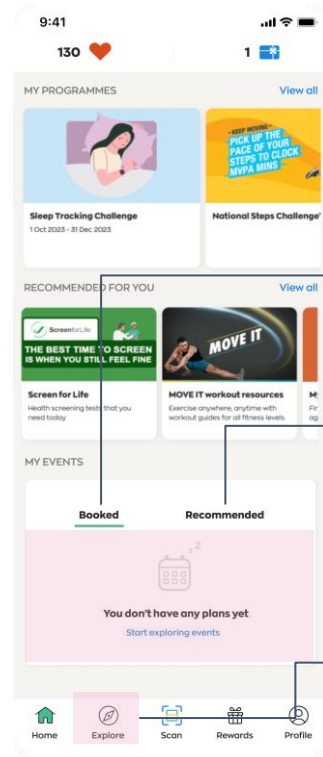 9:41
130
1
MY PROGRAMMES
View all
-KEEP MOVING-
PICK UP THE
PACE OF YOUR
STEPS TO CLOCK
MVPA MINS
Sleep Tracking Challenge
1 Oct 2023 - 31 Dec 2023
National Steps Challenge
RECOMMENDED FOR YOU
View all
ScreenforLife
THE BEST TIME TO SCREEN
IS WHEN YOU STILL FEEL FINE
MOVE IT
Screen for Life
Health screening tests that you
need today
MOVE IT workout resources
Exercise anywhere, anytime with
workout guides for all fitness levels
MY EVENTS
Booked
Recommended
zZ
You don't have any plans yet
Start exploring events
Home
Explore
Scan
Rewards
Profile